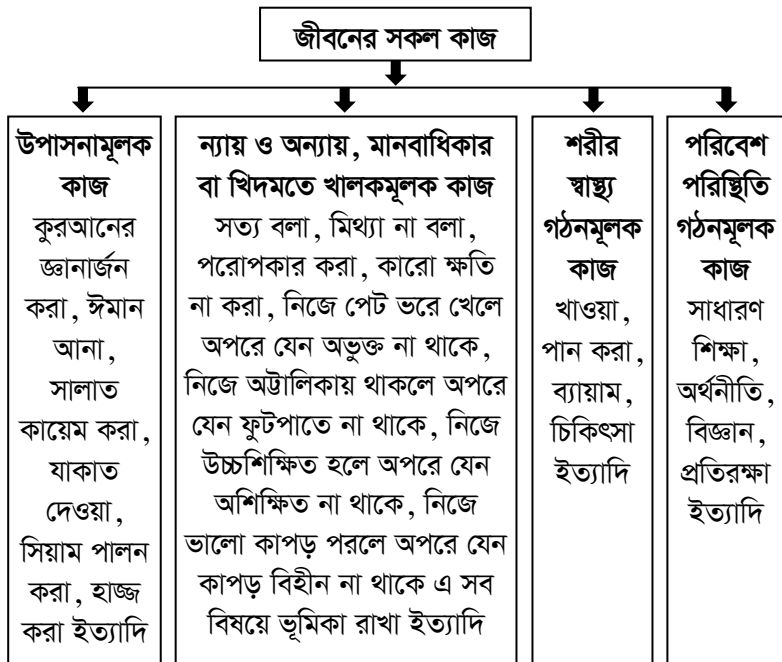 জীবনের সকল কাজ
উপাসনামূলক
কাজ
কুরআনের
জ্ঞানার্জন
করা, ঈমান
আনা,
সালাত
কায়েম করা,
যাকাত
দেওয়া,
সিয়াম পালন
করা, হাজ্জ
করা ইত্যাদি
ন্যায় ও অন্যায়, মানবাধিকার
বা খিদমতে খালকমূলক কাজ
সত্য বলা, মিথ্যা না বলা,
পরোপকার করা, কারো ক্ষতি
না করা, নিজে পেট ভরে খেলে
অপরে যেন অভুক্ত না থাকে,
নিজে অট্টালিকায় থাকলে অপরে
যেন ফুটপাতে না থাকে, নিজে
উচ্চশিক্ষিত হলে অপরে যেন
অশিক্ষিত না থাকে, নিজে
ভালো কাপড় পরলে অপরে যেন
কাপড় বিহীন না থাকে এ সব
বিষয়ে ভূমিকা রাখা ইত্যাদি
শরীর
স্বাস্থ্য
গঠনমূলক
কাজ
খাওয়া,
পান করা,
ব্যায়াম,
চিকিৎসা
ইত্যাদি
পরিবেশ
পরিস্থিতি
গঠনমূলক
কাজ
সাধারণ
শিক্ষা,
অর্থনীতি,
বিজ্ঞান,
প্রতিরক্ষা
ইত্যাদি